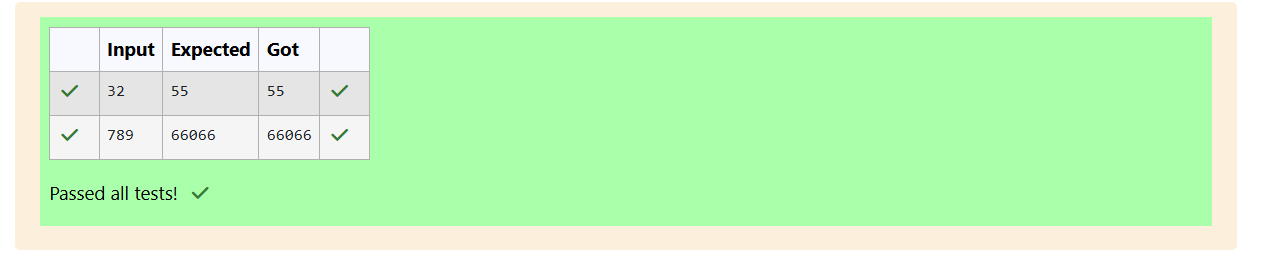 Input Expected Got
32 55 55
789 66066 66066
Passed all tests!